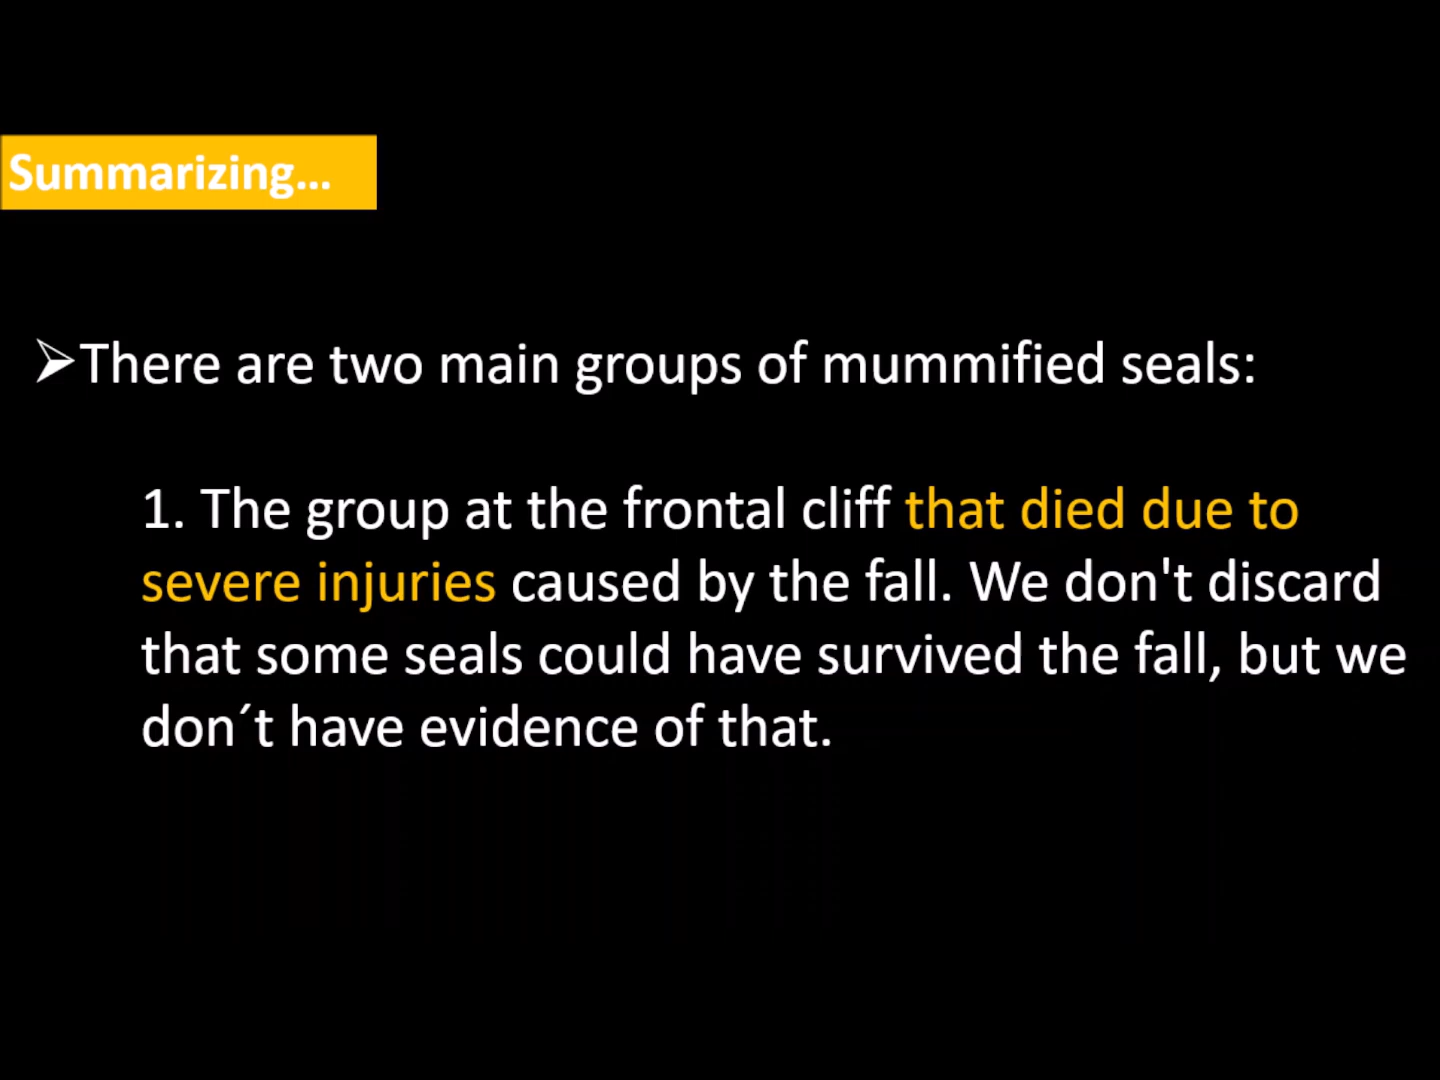 Summarizing...
➢There are two main groups of mummified seals:
1. The group at the frontal cliff that died due to
severe injuries caused by the fall. We don't discard
that some seals could have survived the fall, but we
don´t have evidence of that.